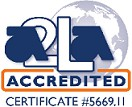 A2LA
ACCREDITED
CERTIFICATE #5669.11